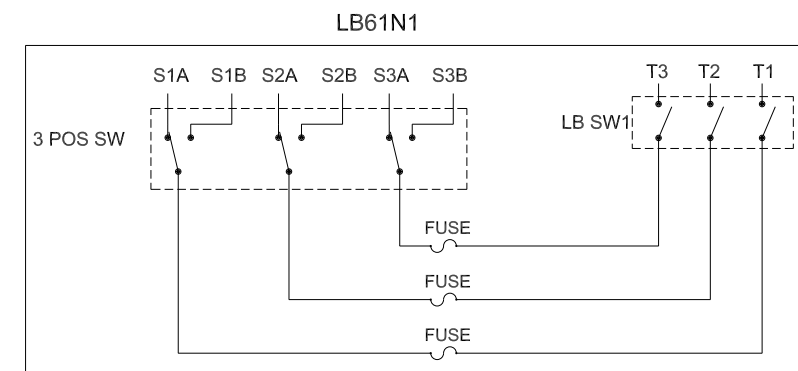 LB61N1
S1A S1B S2A S2B S3A S3B T3 T2 T1
3 POS SW
LB SW1
FUSE
FUSE
FUSE